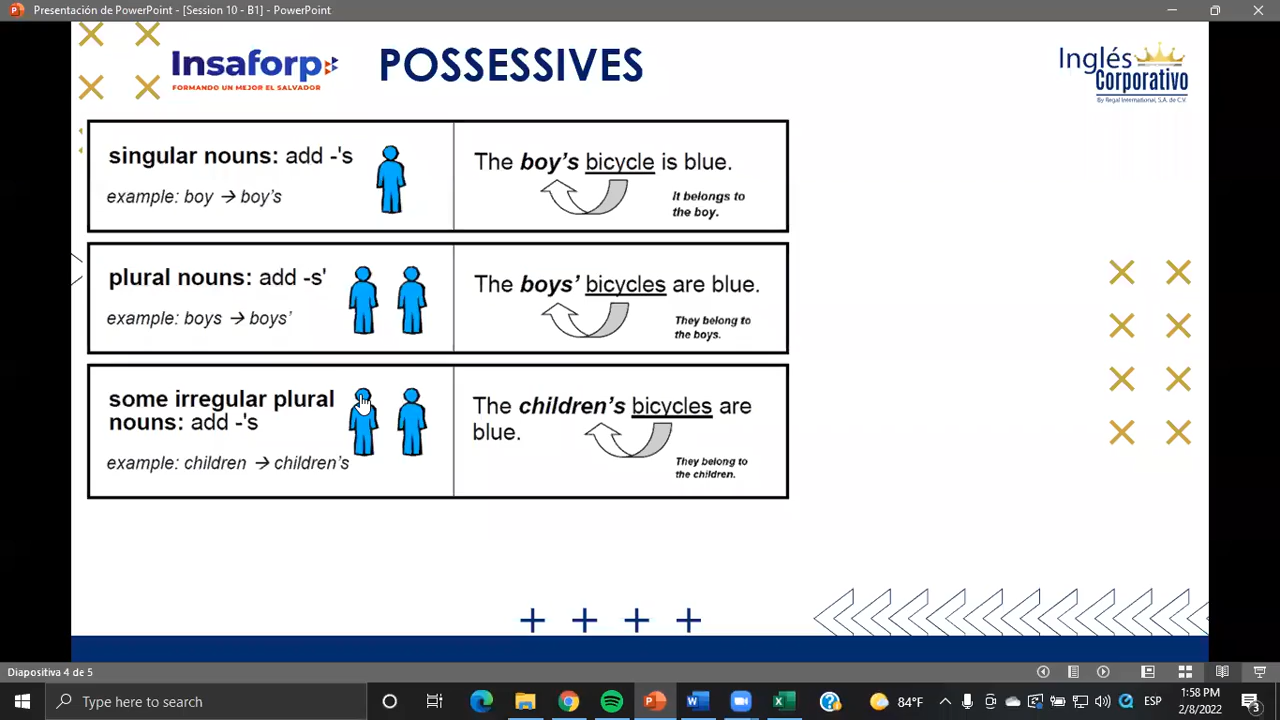 Presentación de PowerPoint - [Session 10 - B1] - PowerPoint
Insaforp
FORMANDO UN MEJOR EL SALVADOR
POSSESSIVES
Inglés
Corporativo
By Regal International, S.A. de C.V.
singular nouns: add -'s
example: boy → boy's
The boy's bicycle is blue.
It belongs to
the boy.
plural nouns: add -s'
example: boys → boys'
The boys' bicycles are blue.
They belong to
the boys.
some irregular plural
nouns: add -'s
example: children → children's
The children's bicycles are
blue.
They belong to
the children.
Diapositiva 4 de 5
Type here to search
84°F
ESP
1:58 PM
2/8/2022
3